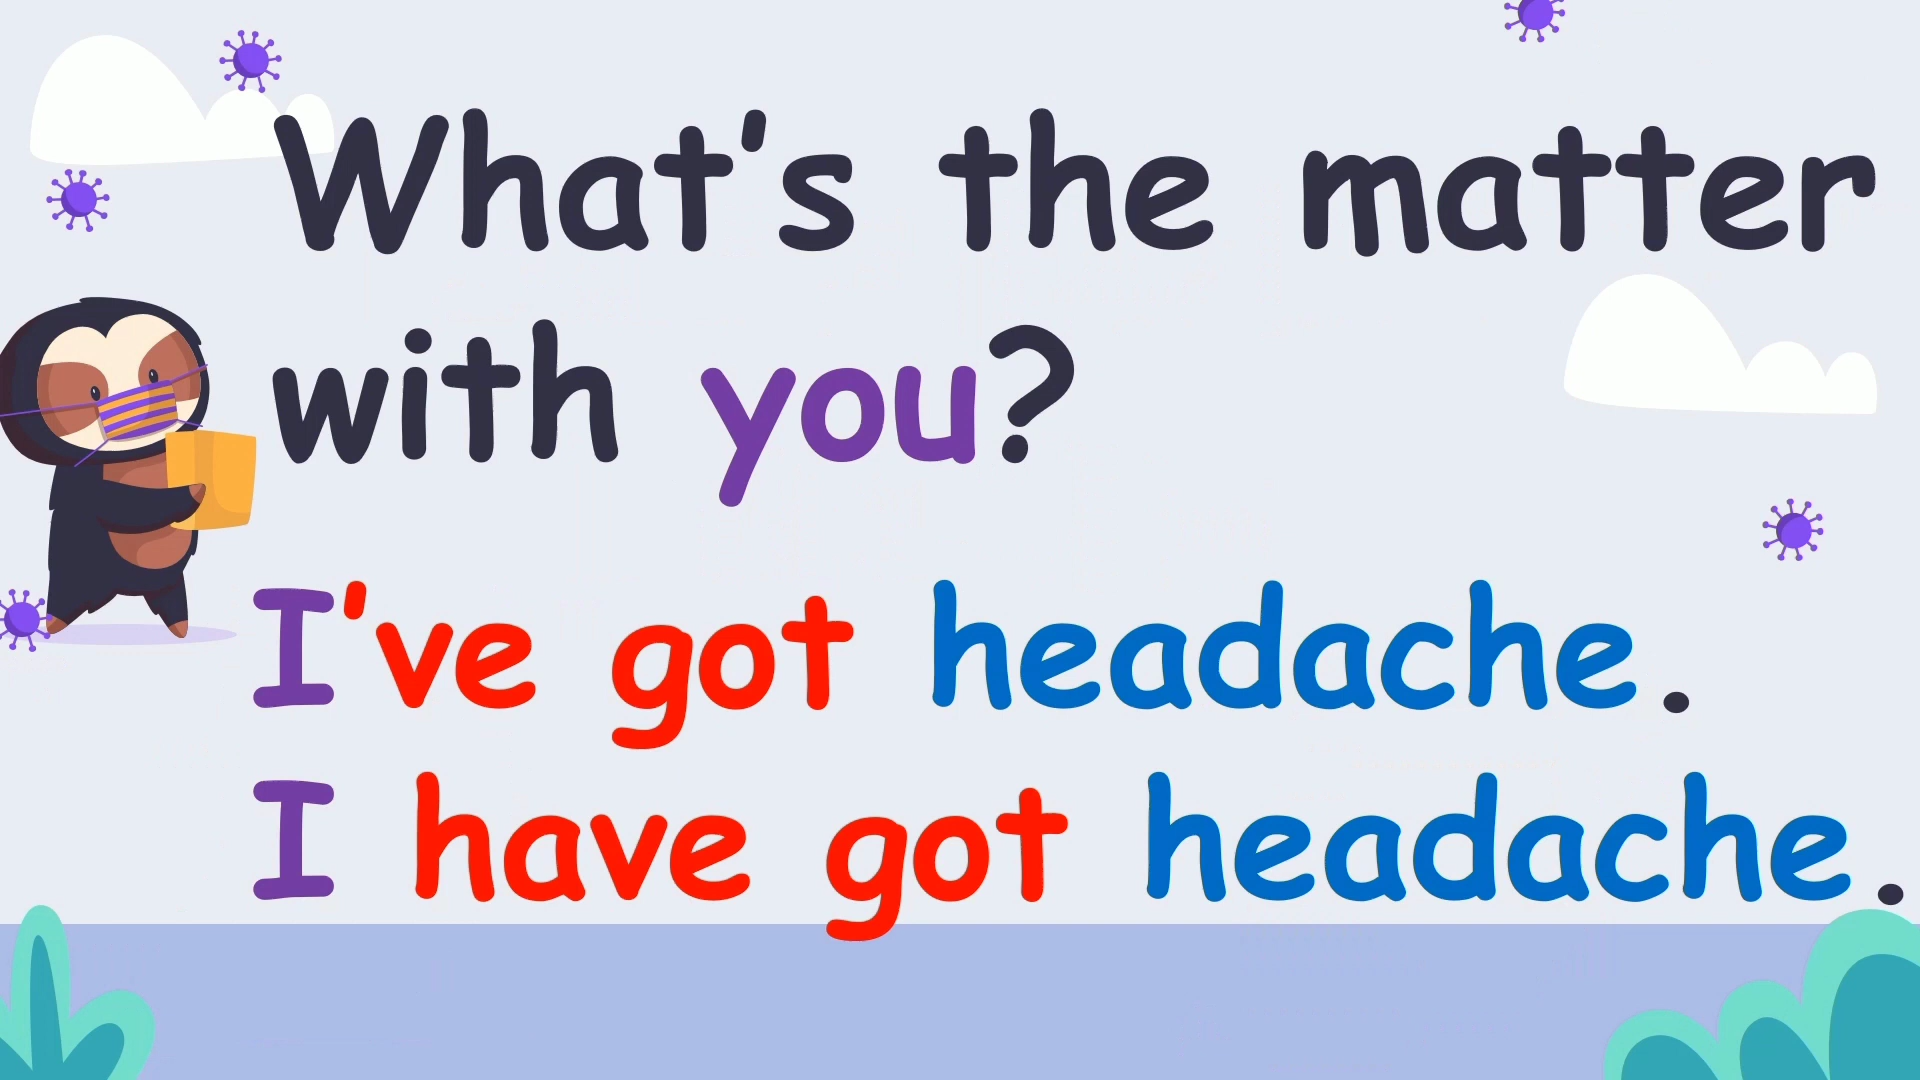 What's the matter
with you?
I've got headache.
I have got headache.